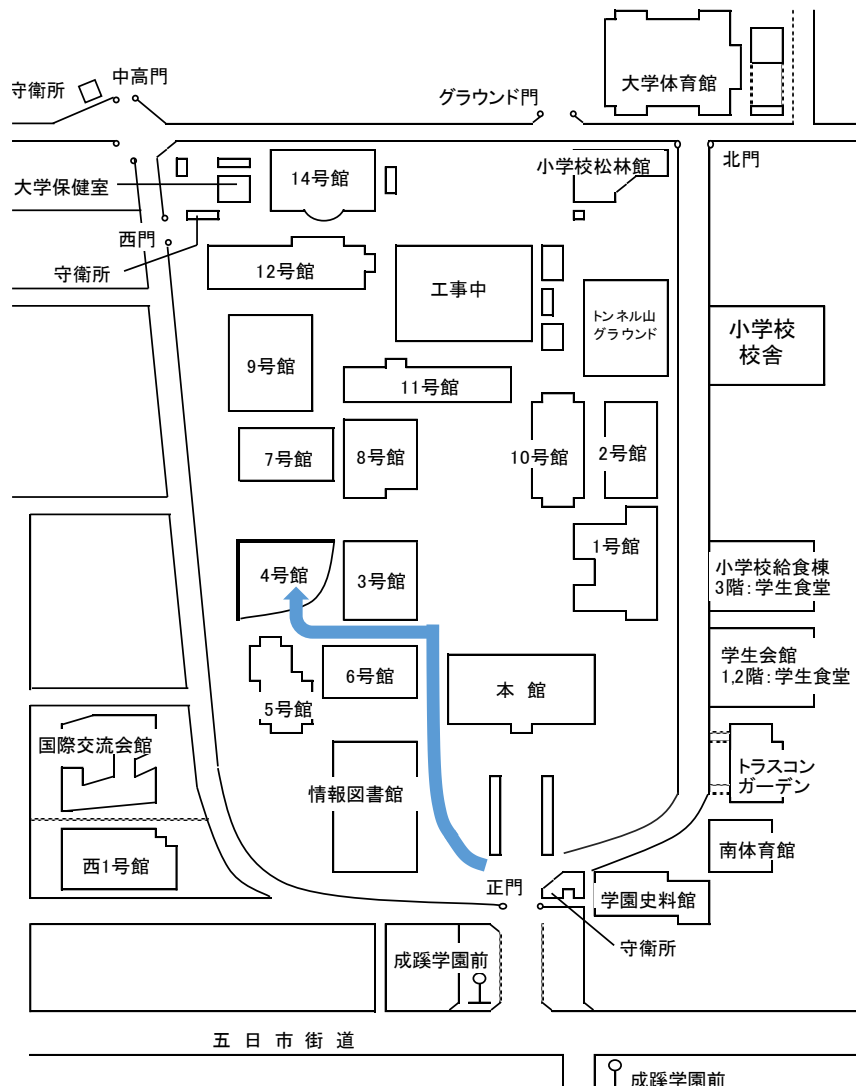 守衛所
中高門
グラウンド門
大学体育館
大学保健室
14号館
小学校松林館
北門
西門
守衛所
12号館
工事中
トンネル山
グラウンド
小学校
校舎
9号館
11号館
7号館
8号館
10号館
2号館
4号館
3号館
1号館
小学校給食棟
3階：学生食堂
5号館
6号館
本 館
学生会館
1,2階：学生食堂
国際交流会館
情報図書館
トラスコン
ガーデン
西1号館
正門
南体育館
学園史料館
守衛所
成蹊学園前
五 日 市 街 道
成蹊学園前